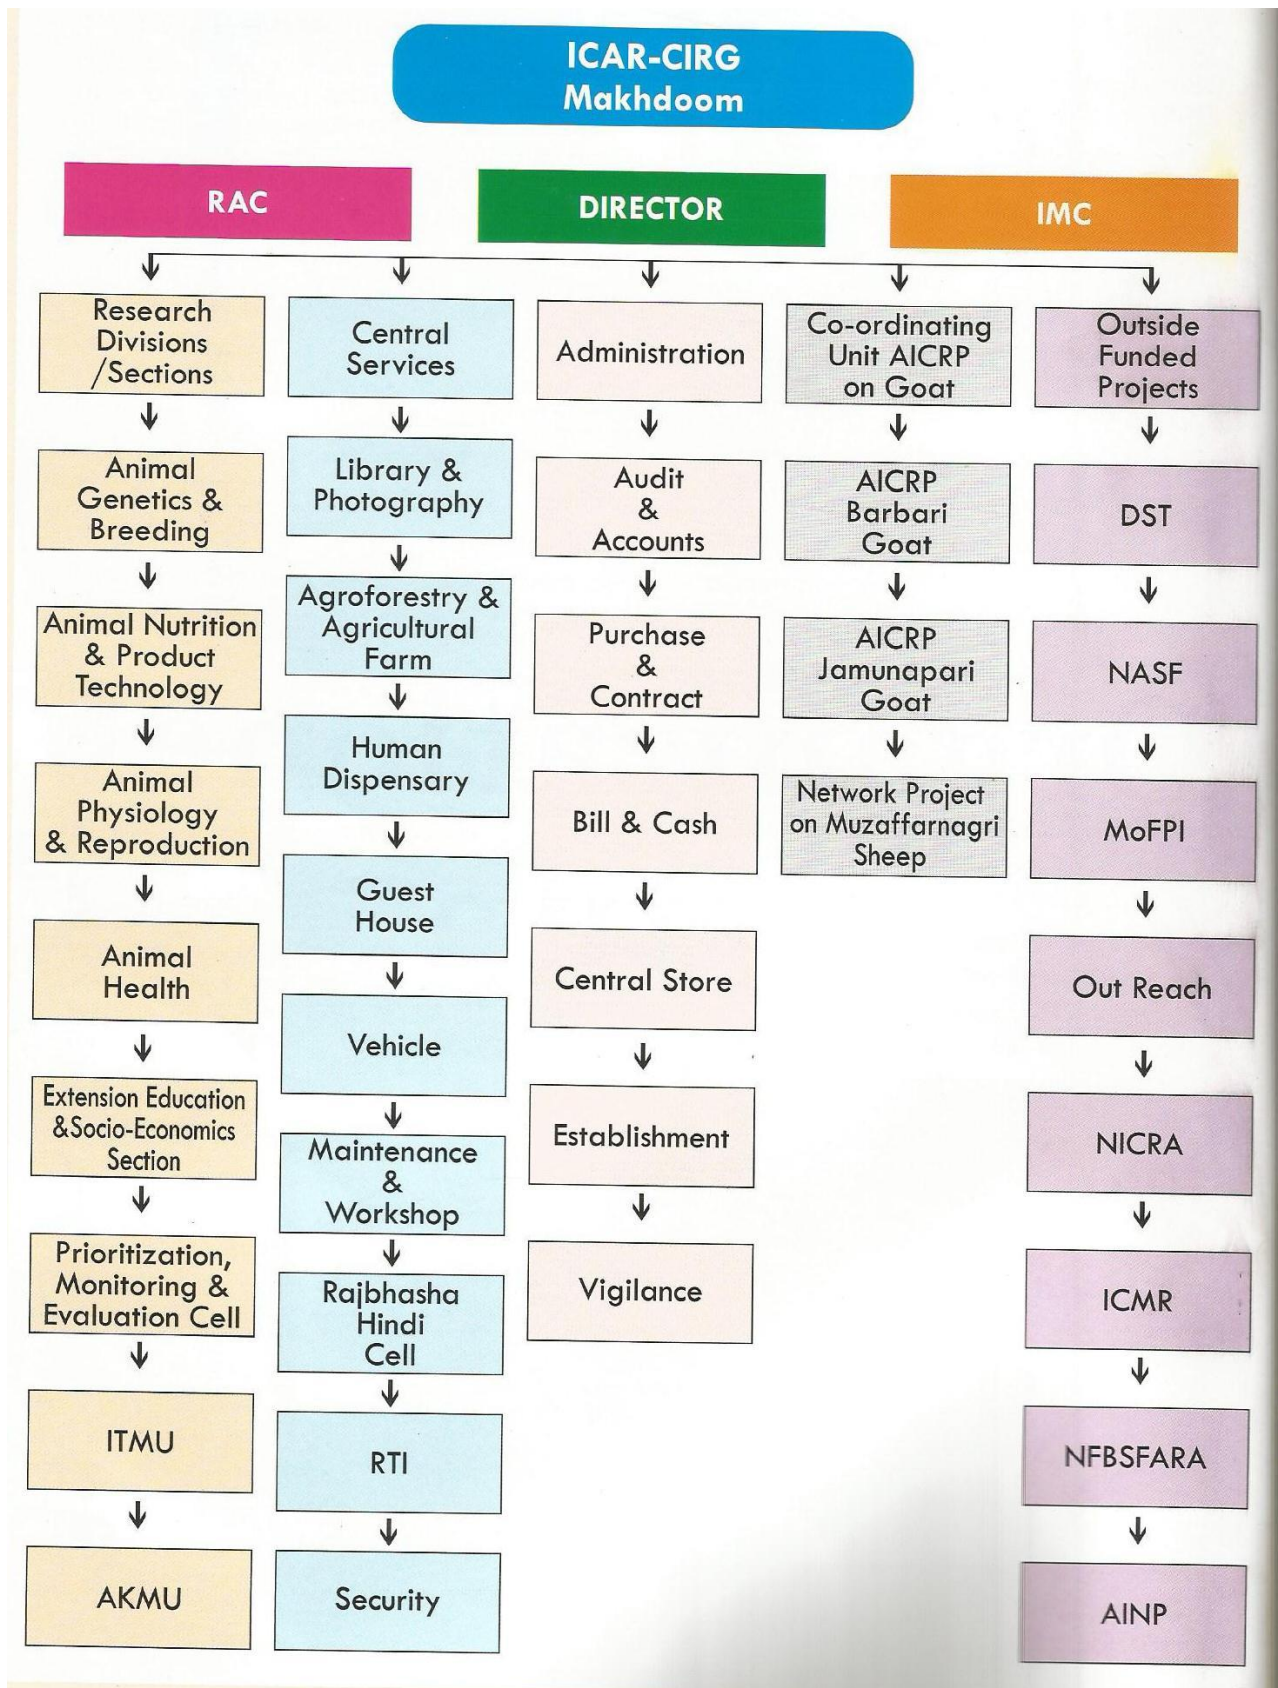 ICAR-CIRG
Makhdoom
RAC
DIRECTOR
IMC
Research
Divisions
/Sections
Animal
Genetics &
Breeding
Animal Nutrition
& Product
Technology
Animal
Physiology
& Reproduction
Animal
Health
Extension Education
&Socio-Economics
Section
Prioritization,
Monitoring &
Evaluation Cell
ITMU
AKMU
Central
Services
Library &
Photography
Agroforestry &
Agricultural
Farm
Human
Dispensary
Guest
House
Vehicle
Maintenance
&
Workshop
Rajbhasha
Hindi
Cell
RTI
Security
Administration
Audit
&
Accounts
Purchase
&
Contract
Bill & Cash
Central Store
Establishment
Vigilance
Co-ordinating
Unit AICRP
on Goat
AICRP
Barbari
Goat
AICRP
Jamunapari
Goat
Network Project
on Muzaffarnagri
Sheep
Outside
Funded
Projects
DST
NASF
MoFPI
Out Reach
NICRA
ICMR
NFBSFARA
AINP